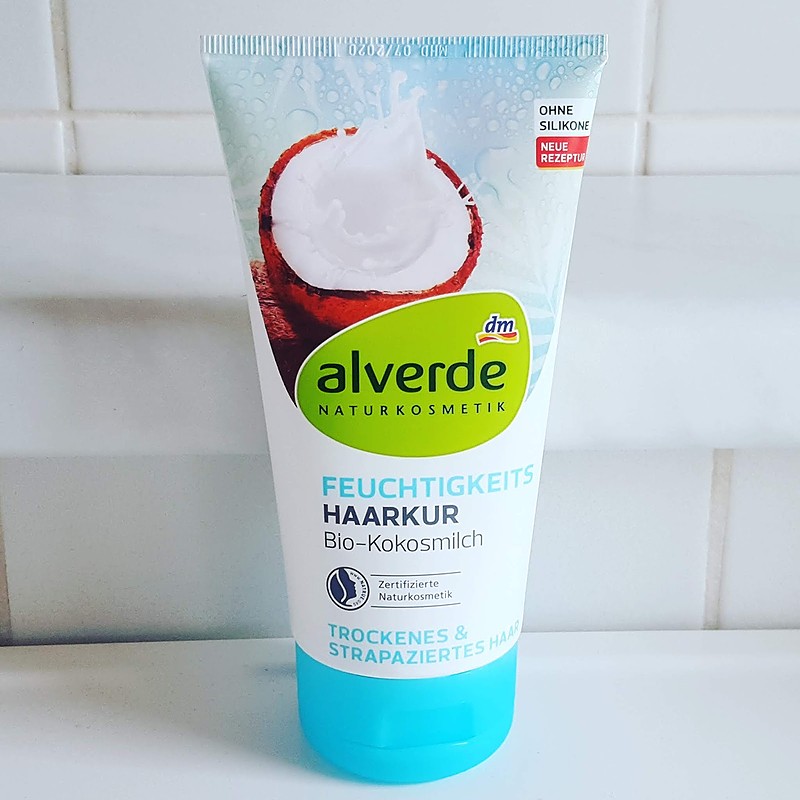 MHD 07/2020
OHNE
SILIKONE
NEUE
REZEPTUR
dm
alverde
NATURKOSMETIK
FEUCHTIGKEITS
HAARKUR
Bio-Kokosmilch
Zertifizierte
Naturkosmetik
TROCKENES &
STRAPAZIERTES HAAR